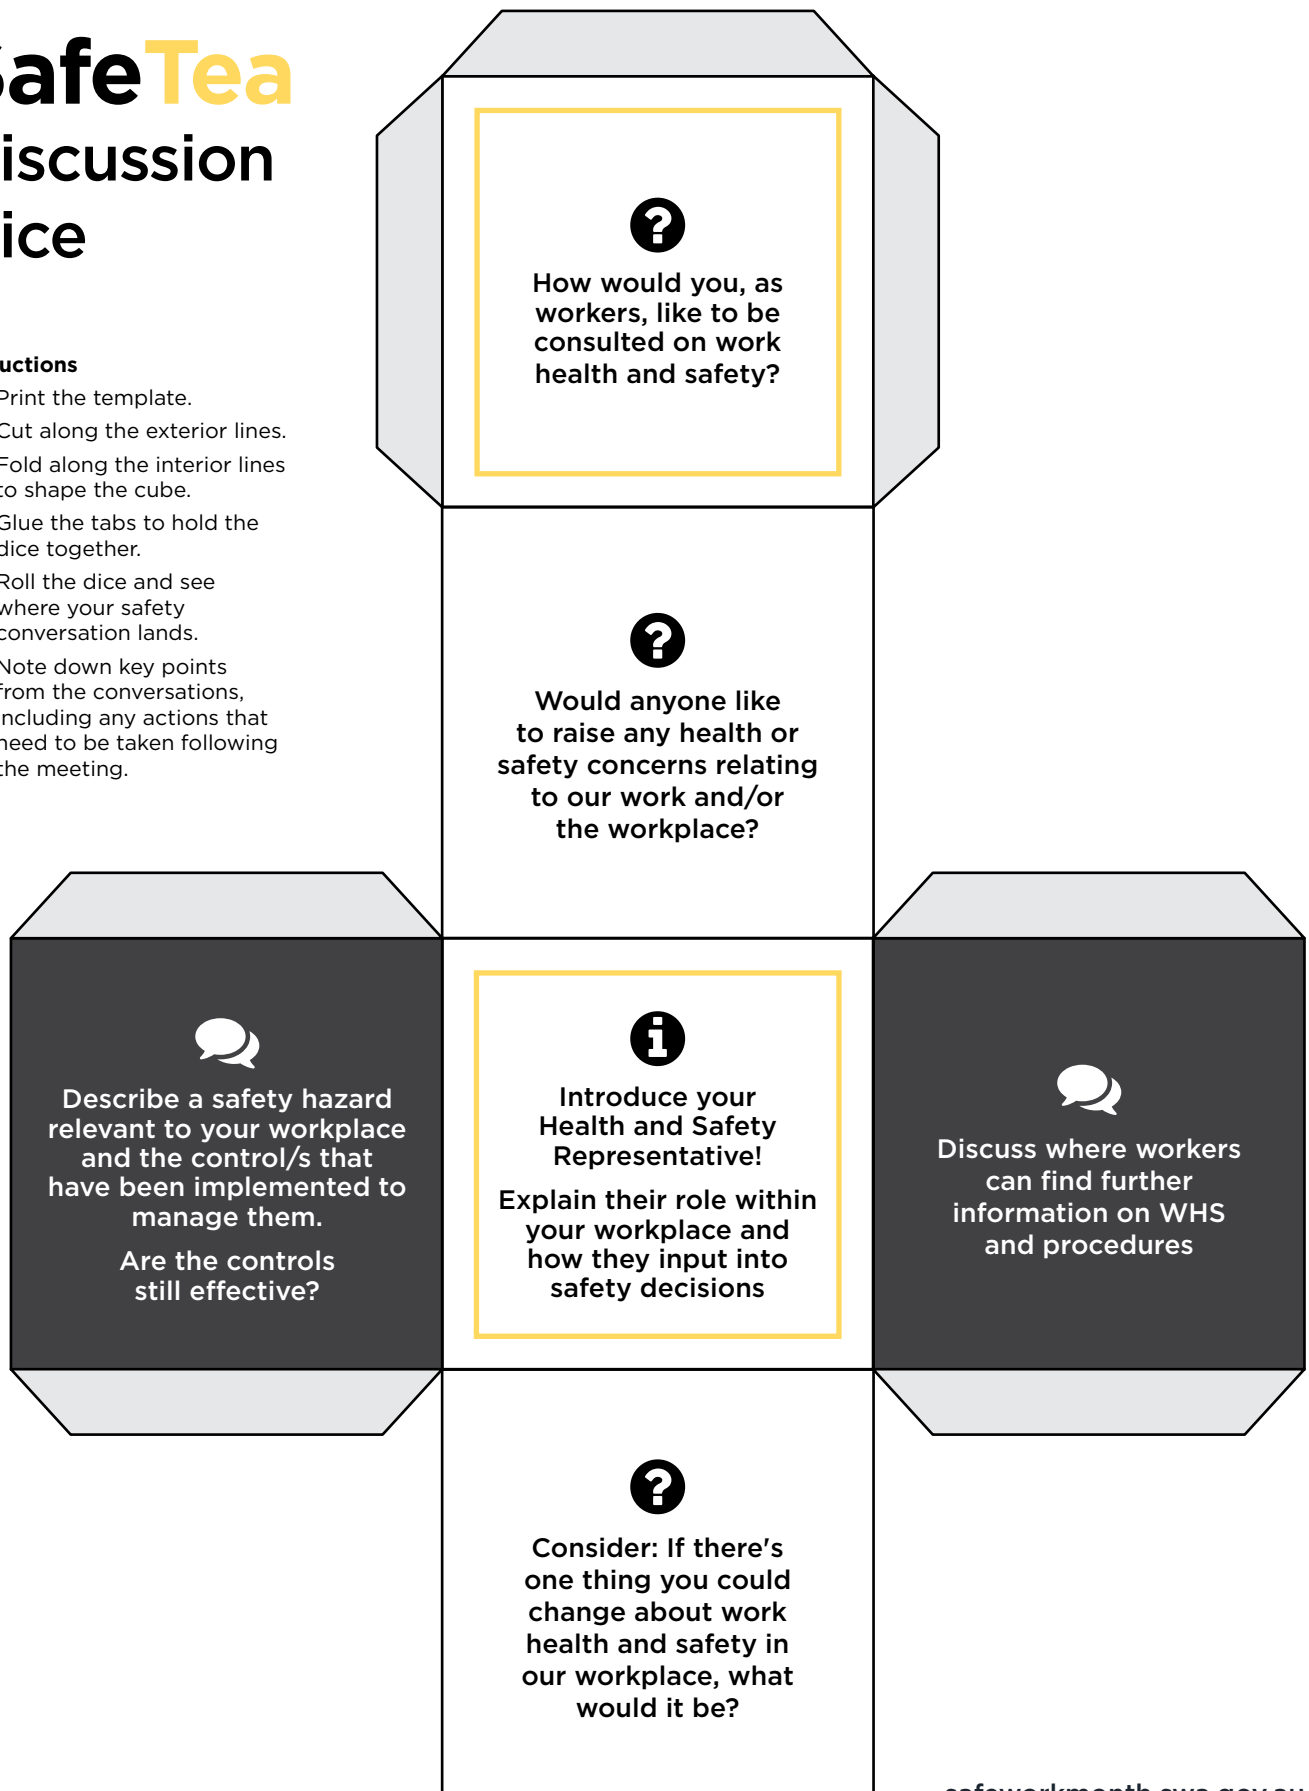 SafeTea
iscussion
ice
uctions
Print the template.
Cut along the exterior lines.
Fold along the interior lines
to shape the cube.
Glue the tabs to hold the
dice together.
Roll the dice and see
where your safety
conversation lands.
Note down key points
from the conversations,
including any actions that
need to be taken following
the meeting.
How would you, as
workers, like to be
consulted on work
health and safety?
Would anyone like
to raise any health or
safety concerns relating
to our work and/or
the workplace?
Describe a safety hazard
relevant to your workplace
and the control/s that
have been implemented to
manage them.
Are the controls
still effective?
Introduce your
Health and Safety
Representative!
Explain their role within
your workplace and
how they input into
safety decisions
Discuss where workers
can find further
information on WHS
and procedures
Consider: If there's
one thing you could
change about work
health and safety in
our workplace, what
would it be?
safeworkmonth.swa.gov.au